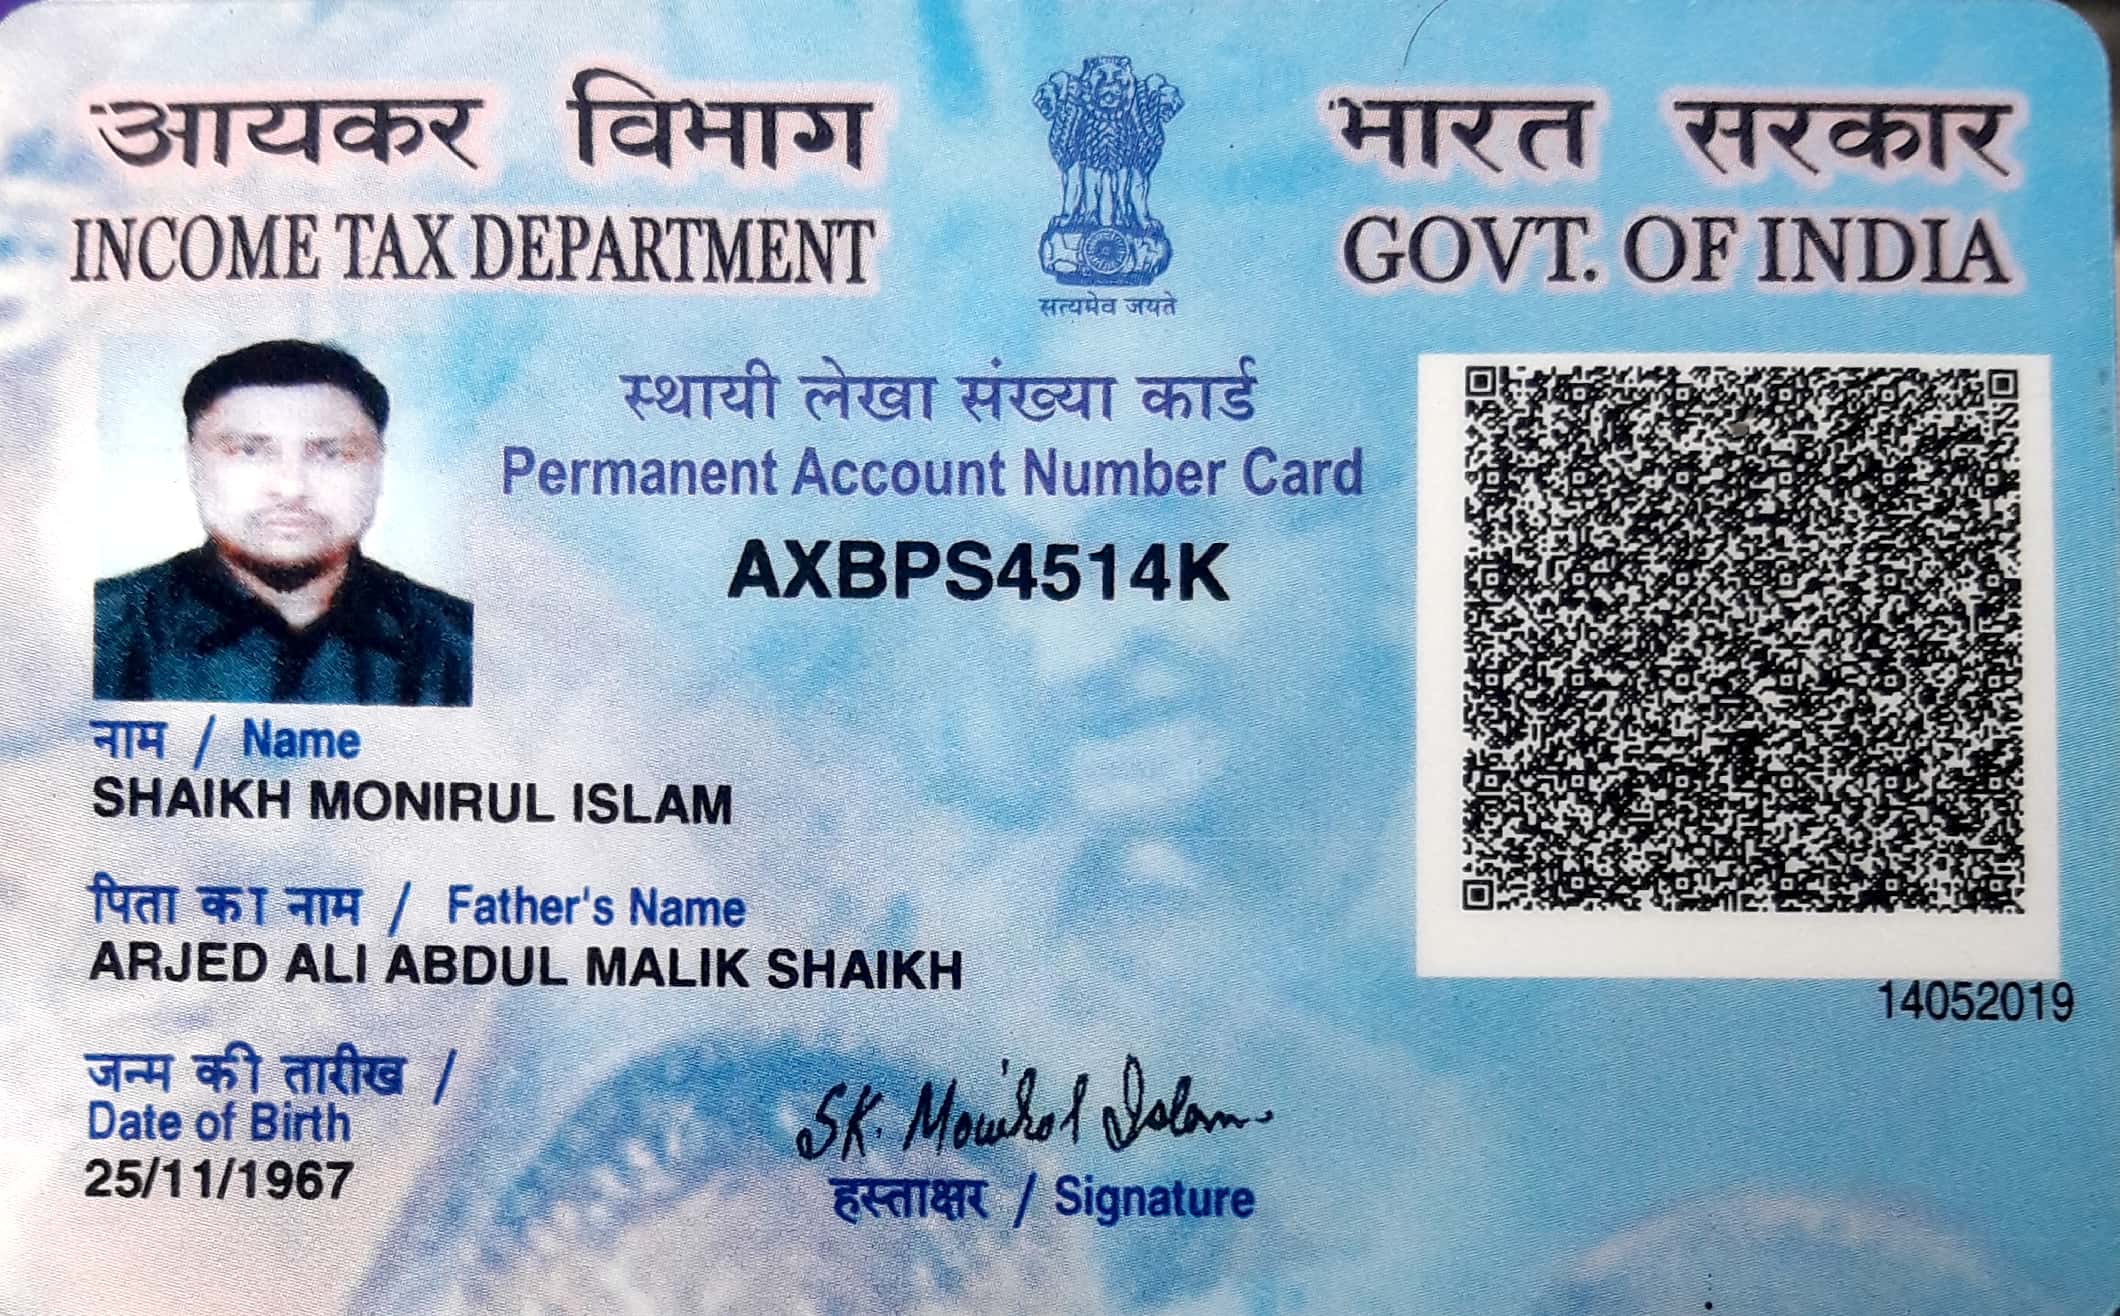 आयकर विभाग
INCOME TAX DEPARTMENT
सत्यमेव जयते
भारत सरकार
GOVT. OF INDIA
स्थायी लेखा संख्या कार्ड
Permanent Account Number Card
AXBPS4514K
नाम / Name
SHAIKH MONIRUL ISLAM
पिता का नाम / Father's Name
ARJED ALI ABDUL MALIK SHAIKH
14052019
जन्म की तारीख /
Date of Birth
25/11/1967
SK. Monirul Islam
हस्ताक्षर / Signature